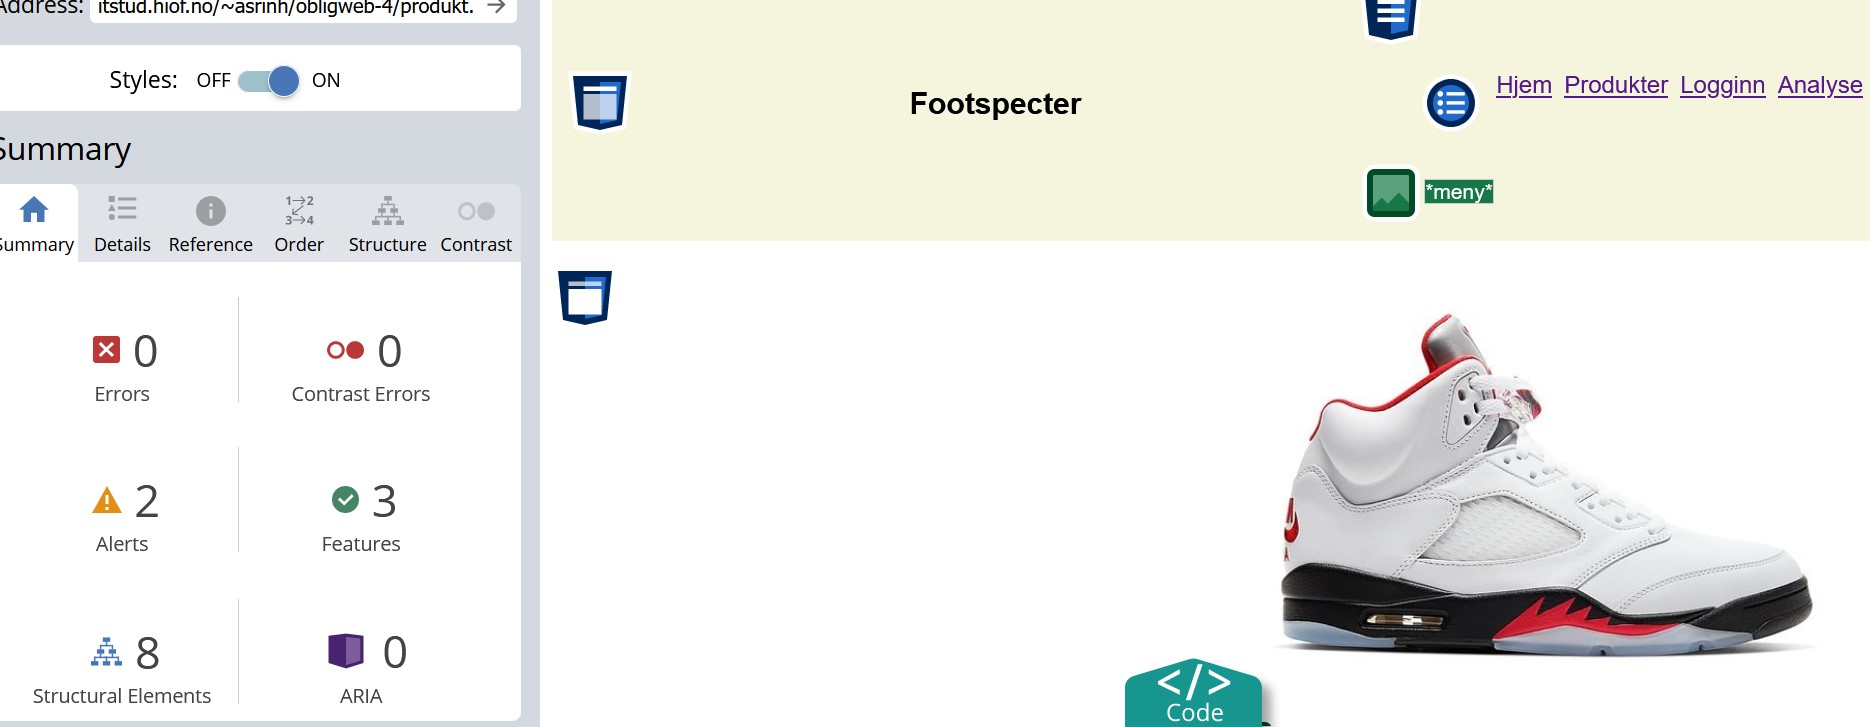 Address: itstud.hiof.no/~asrinh/obligweb-4/produkt.
Styles: OFF ON
Summary
Summary Details Reference Order Structure Contrast
0 Errors
0 Contrast Errors
2 Alerts
3 Features
8 Structural Elements
0 ARIA
Footspecter
Hjem Produkter Logginn Analyse
*meny*
</> Code